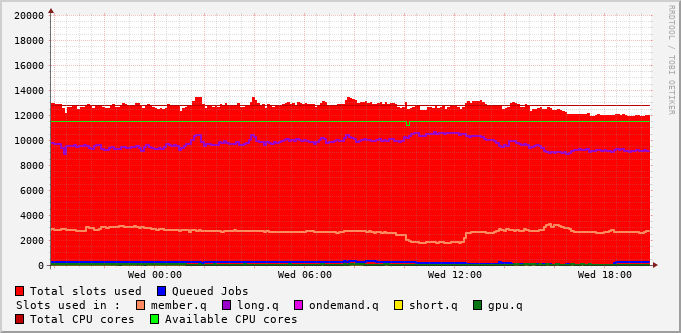 RRDTOOL / TOBI OETIKER
20000
18000
16000
14000
12000
10000
8000
6000
4000
2000
0
Wed 00:00 Wed 06:00 Wed 12:00 Wed 18:00
Total slots used Queued Jobs
Slots used in : member.q long.q ondemand.q short.q gpu.q
Total CPU cores Available CPU cores